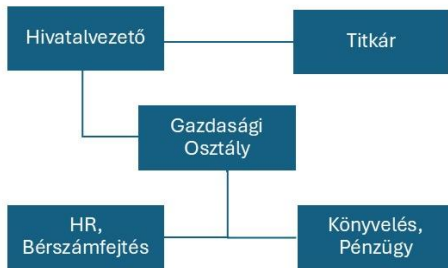 Hivatalvezető
Titkár
Gazdasági
Osztály
HR,
Bérszámfejtés
Könyvelés,
Pénzügy